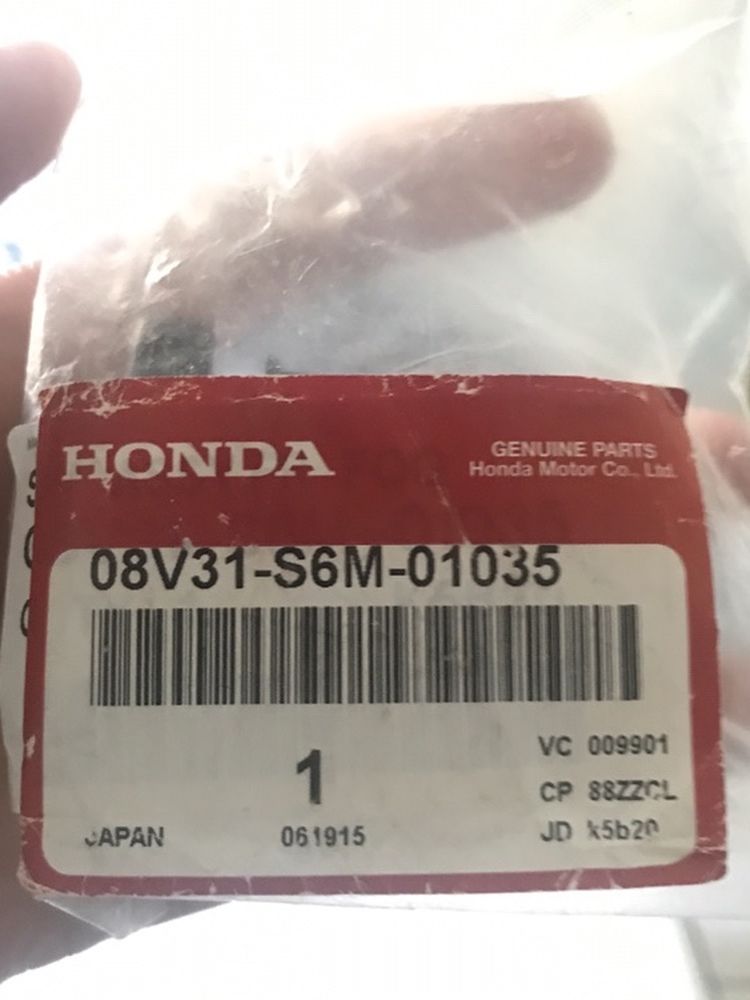 HONDA
GENUINE PARTS
Honda Motor Co., Ltd.
08V31-S6M-01035
1
VC 009901
CP 88ZZCL
JAPAN
061915
JD k5b20